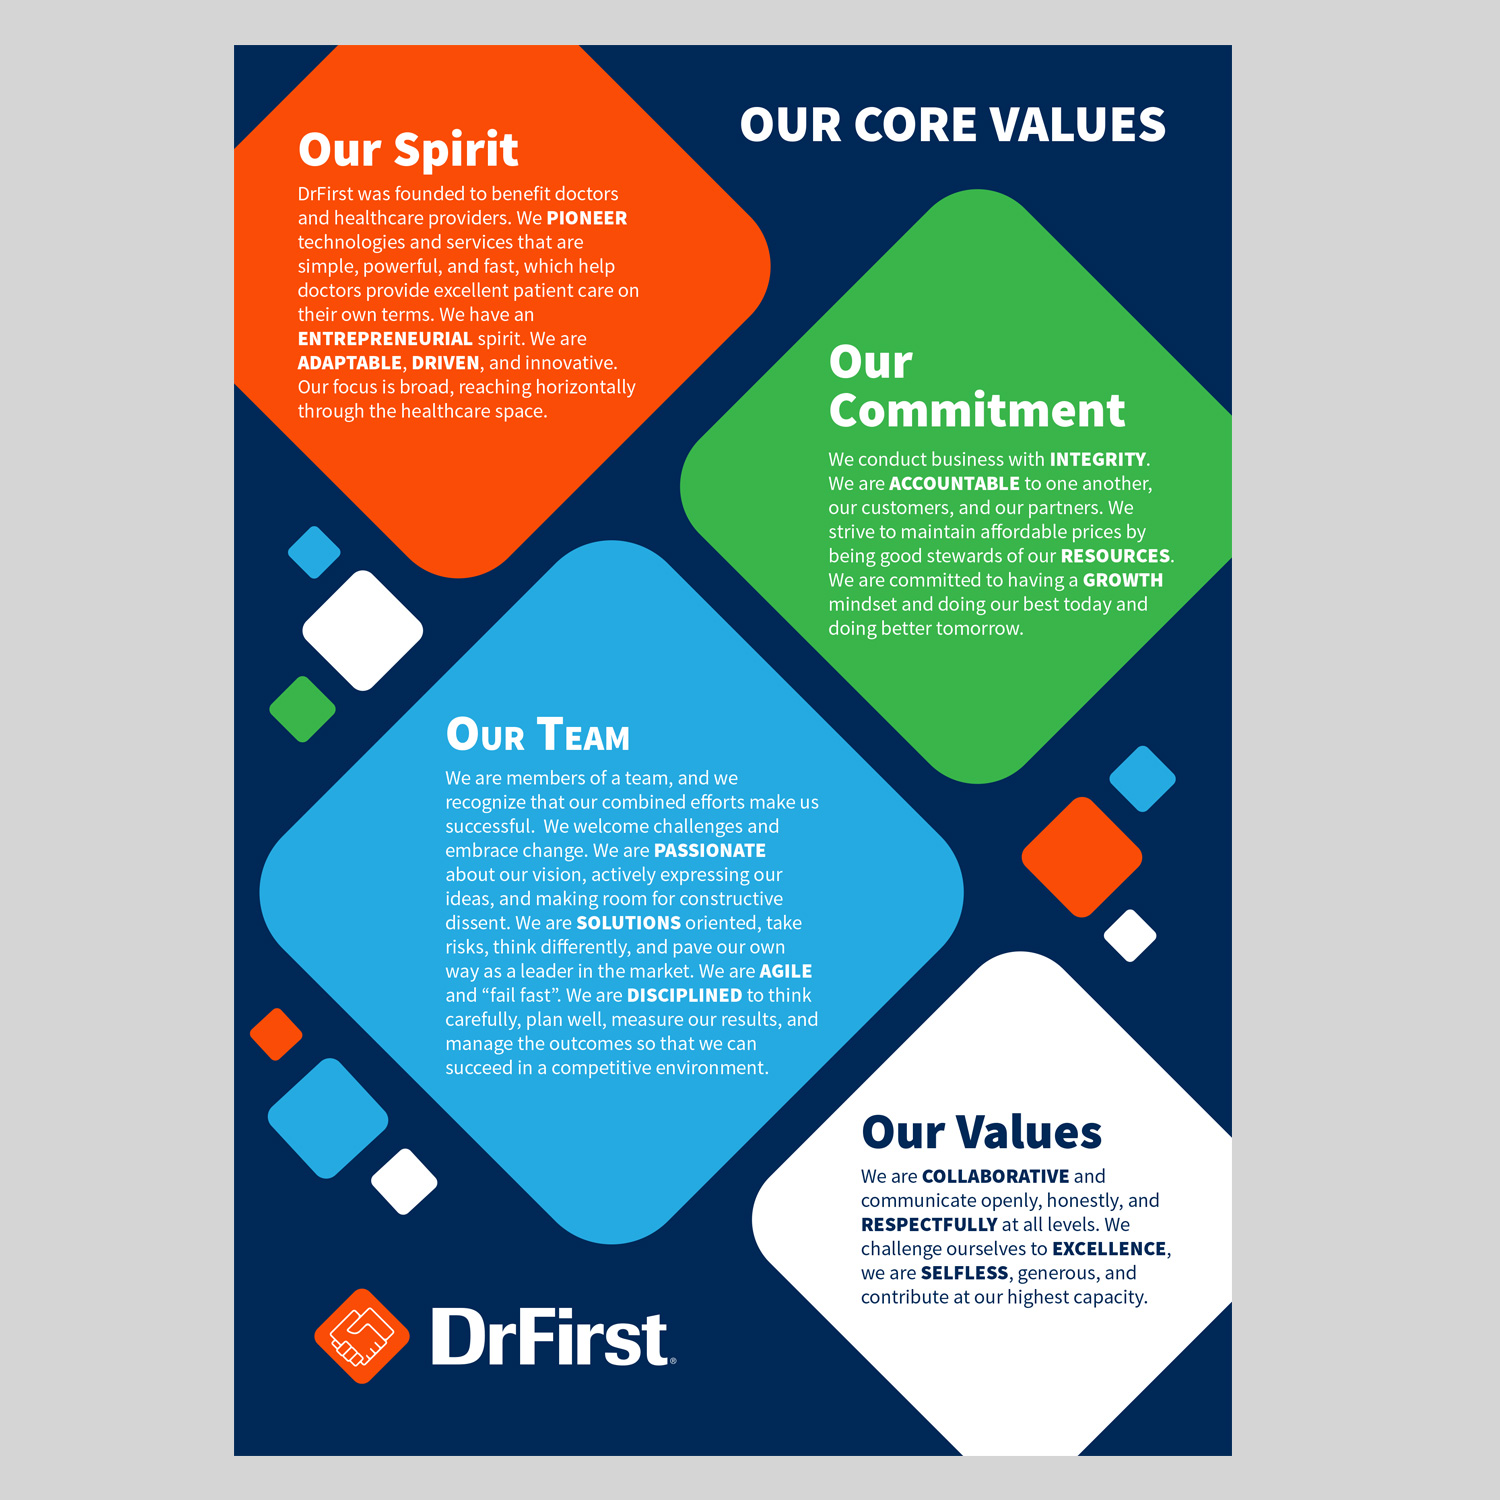 OUR CORE VALUES
Our Spirit
DrFirst was founded to benefit doctors
and healthcare providers. We PIONEER
technologies and services that are
simple, powerful, and fast, which help
doctors provide excellent patient care on
their own terms. We have an
ENTREPRENEURIAL spirit. We are
ADAPTABLE, DRIVEN, and innovative.
Our focus is broad, reaching horizontally
through the healthcare space.
Our
Commitment
We conduct business with INTEGRITY.
We are ACCOUNTABLE to one another,
our customers, and our partners. We
strive to maintain affordable prices by
being good stewards of our RESOURCES.
We are committed to having a GROWTH
mindset and doing our best today and
doing better tomorrow.
OUR TEAM
We are members of a team, and we
recognize that our combined efforts make us
successful.  We welcome challenges and
embrace change. We are PASSIONATE
about our vision, actively expressing our
ideas, and making room for constructive
dissent. We are SOLUTIONS oriented, take
risks, think differently, and pave our own
way as a leader in the market. We are AGILE
and “fail fast”. We are DISCIPLINED to think
carefully, plan well, measure our results, and
manage the outcomes so that we can
succeed in a competitive environment.
Our Values
We are COLLABORATIVE and
communicate openly, honestly, and
RESPECTFULLY at all levels. We
challenge ourselves to EXCELLENCE,
we are SELFLESS, generous, and
contribute at our highest capacity.
DrFirst®